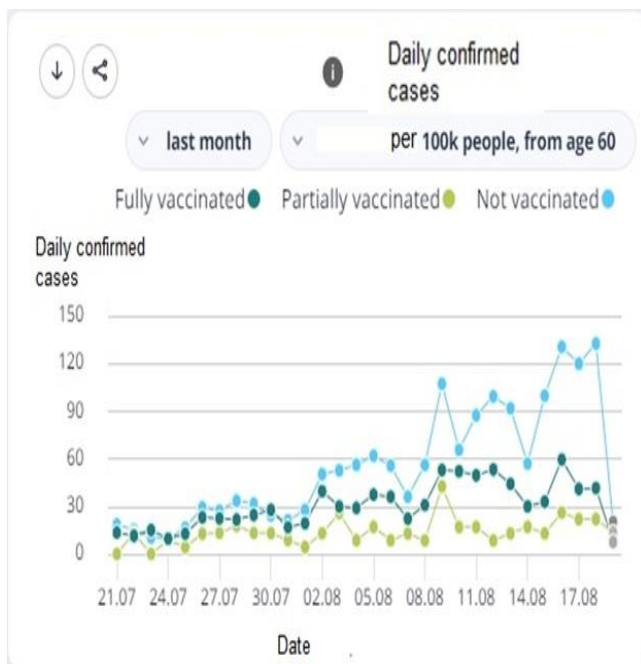 i
Daily confirmed
cases
last month
per 100k people, from age 60
Fully vaccinated
Partially vaccinated
Not vaccinated
Daily confirmed
cases
150
120
90
60
30
0
21.07 24.07 27.07 30.07 02.08 05.08 08.08 11.08 14.08 17.08
Date